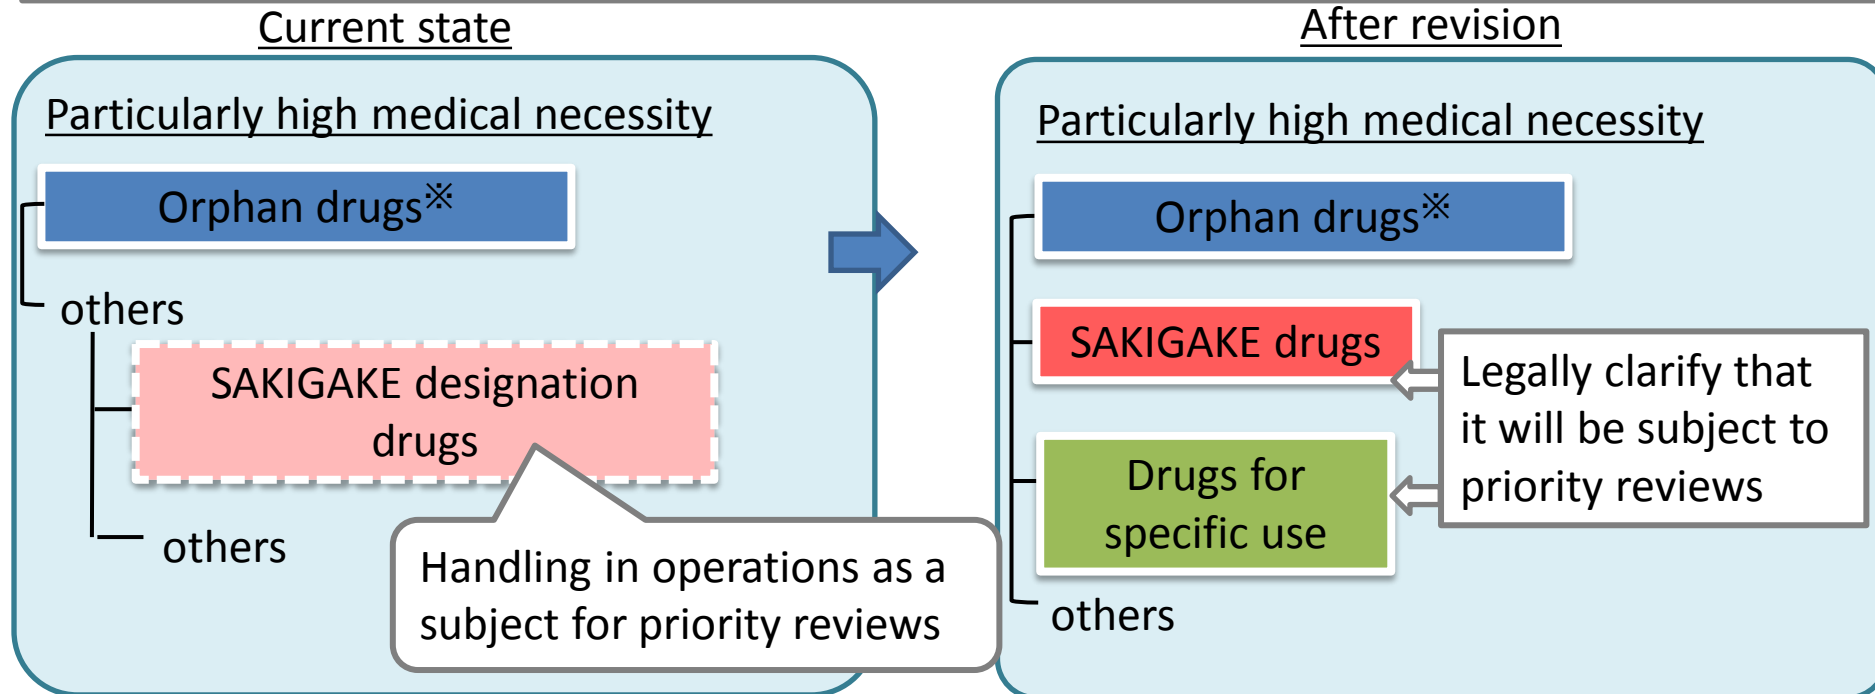 Current state
Particularly high medical necessity
Orphan drugs※
others
SAKIGAKE designation
drugs
others
Handling in operations as a
subject for priority reviews
After revision
Particularly high medical necessity
Orphan drugs※
SAKIGAKE drugs
Legally clarify that
it will be subject to
priority reviews
Drugs for
specific use
others